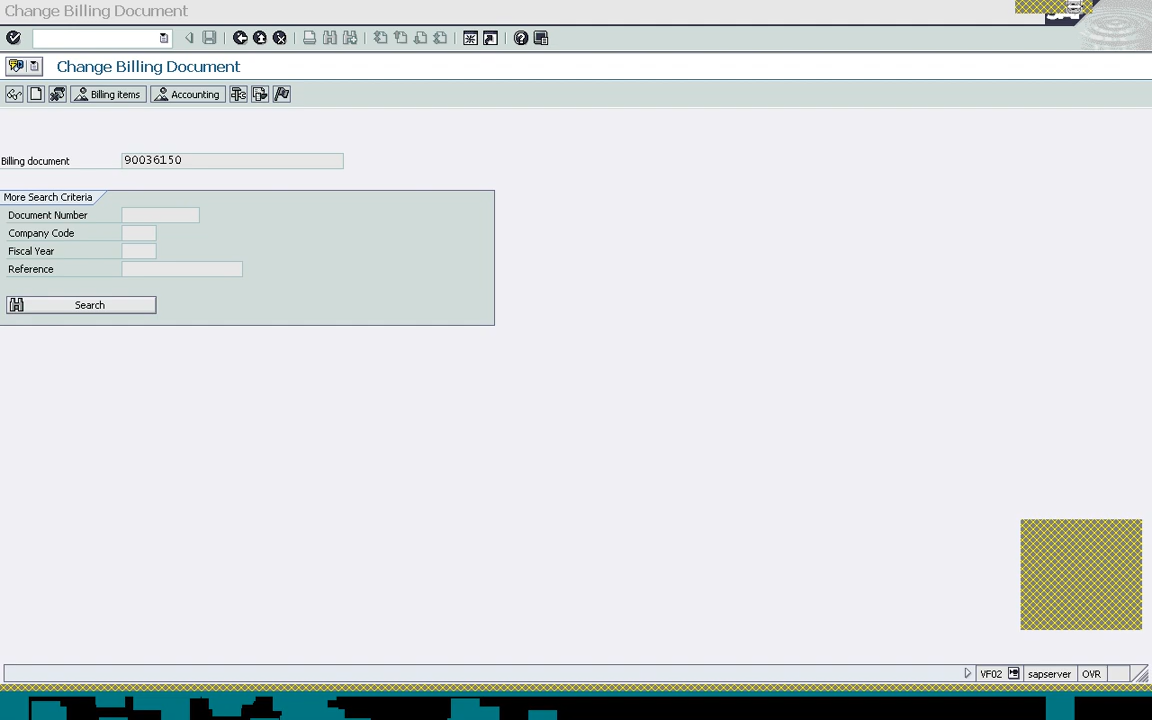 Change Billing Document
Change Billing Document
Billing items
Accounting
Billing document 90036150
More Search Criteria
Document Number
Company Code
Fiscal Year
Reference
Search
VF02 sapserver OVR